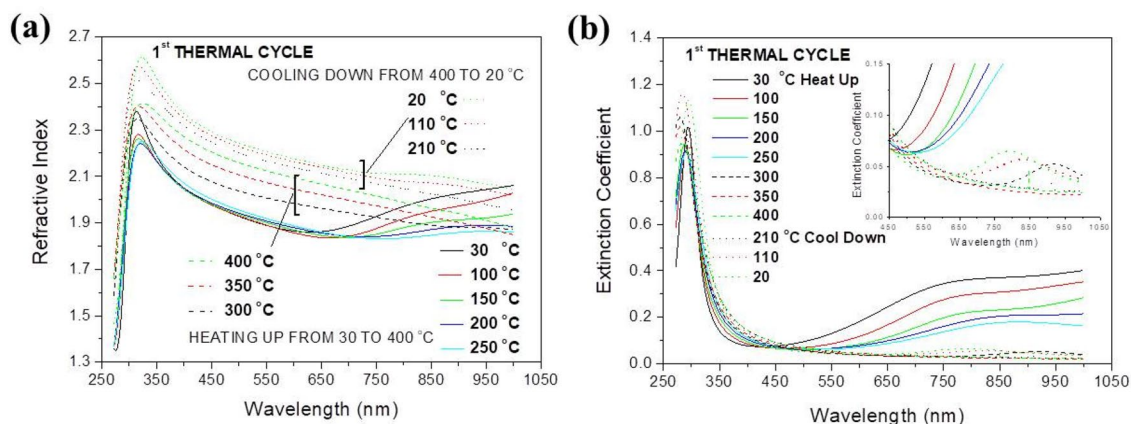 (a)
2.7
2.5
2.3
2.1
1.9
1.7
1.5
1.3
Refractive Index
1st THERMAL CYCLE
COOLING DOWN FROM 400 TO 20 °C
20 °C
110 °C
210 °C
400 °C
350 °C
300 °C
HEATING UP FROM 30 TO 400 °C
30 °C
100 °C
150 °C
200 °C
250 °C
250 350 450 550 650 750 850 950 1050
Wavelength (nm)
(b)
1.4
1.2
1.0
0.8
0.6
0.4
0.2
0.0
Extinction Coefficient
1st THERMAL CYCLE
30 °C Heat Up
100
150
200
250
300
350
400
210 °C Cool Down
110
20
0.15
0.10
0.05
0.00
Extinction Coefficient
450 550 650 750 850 950 1050
Wavelength (nm)
250 350 450 550 650 750 850 950 1050
Wavelength (nm)